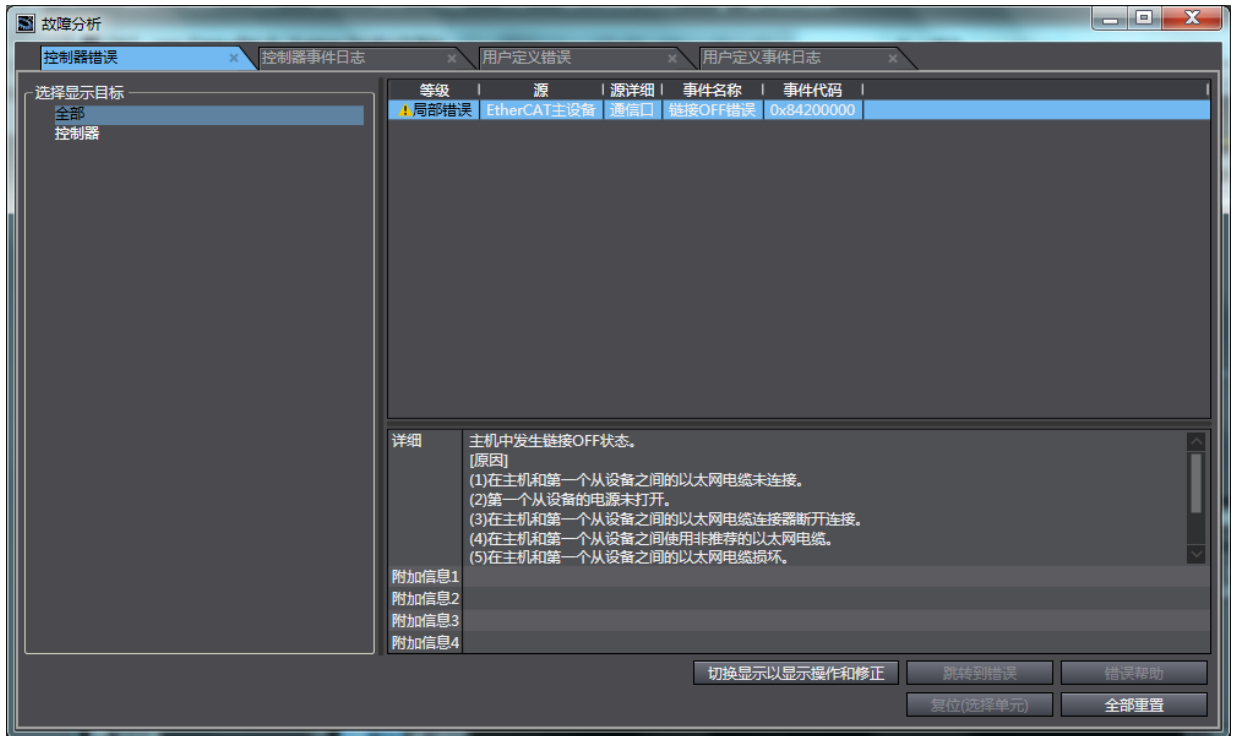 故障分析
控制器错误 控制器事件日志 用户定义错误 用户定义事件日志
选择显示目标
全部
控制器
等级 源 源详细 事件名称 事件代码
局部错误 EtherCAT主设备 通信口 链接OFF错误 0x84200000
详细
主机中发生链接OFF状态。
[原因]
(1)在主机和第一个从设备之间的以太网电缆未连接。
(2)第一个从设备的电源未打开。
(3)在主机和第一个从设备之间的以太网电缆连接器断开连接。
(4)在主机和第一个从设备之间使用非推荐的以太网电缆。
(5)在主机和第一个从设备之间的以太网电缆损坏。
附加信息1
附加信息2
附加信息3
附加信息4
切换显示以显示操作和修正 跳转到错误 错误帮助
复位(选择单元) 全部重置